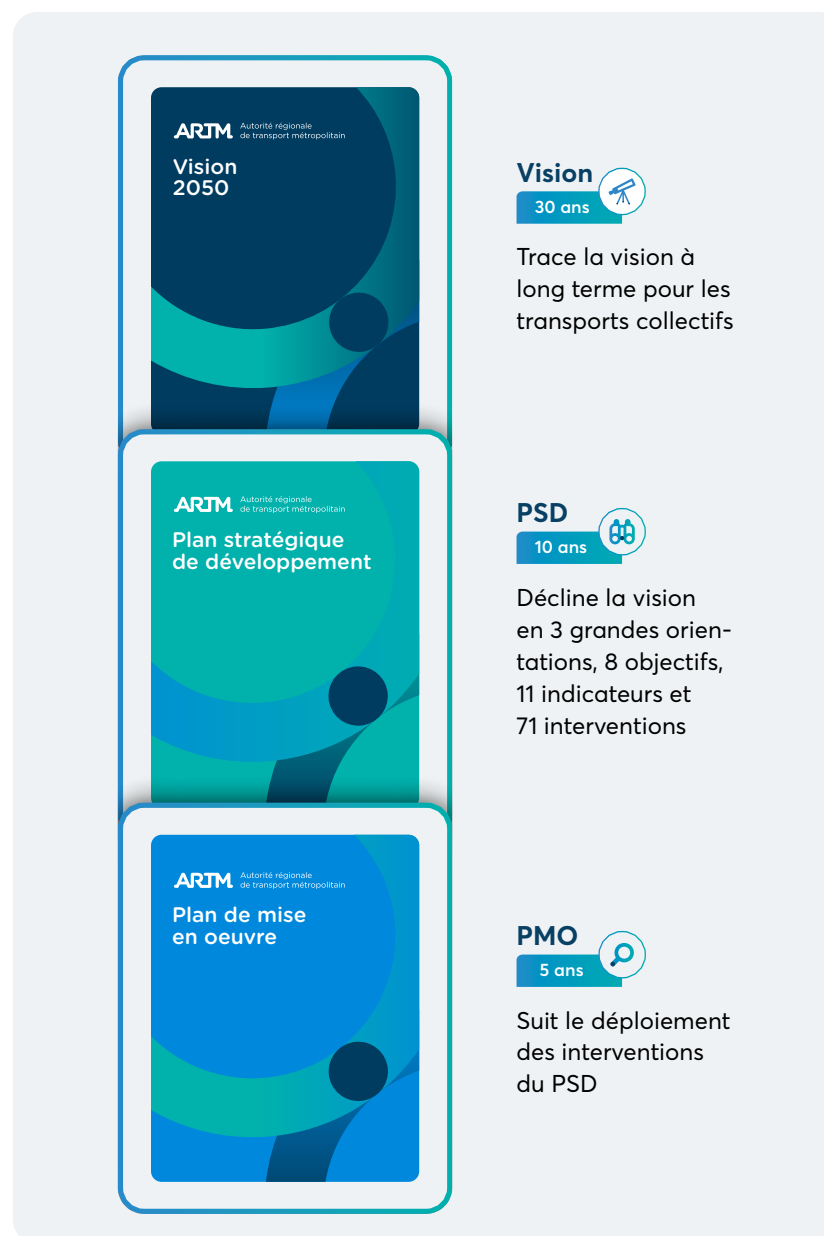 ARTM Autorité régionale
de transport métropolitain
Vision
2050
Vision
30 ans
Trace la vision à
long terme pour les
transports collectifs
ARTM Autorité régionale
de transport métropolitain
Plan stratégique
de développement
PSD
10 ans
Décline la vision
en 3 grandes orien-
tations, 8 objectifs,
11 indicateurs et
71 interventions
ARTM Autorité régionale
de transport métropolitain
Plan de mise
en oeuvre
PMO
5 ans
Suit le déploiement
des interventions
du PSD